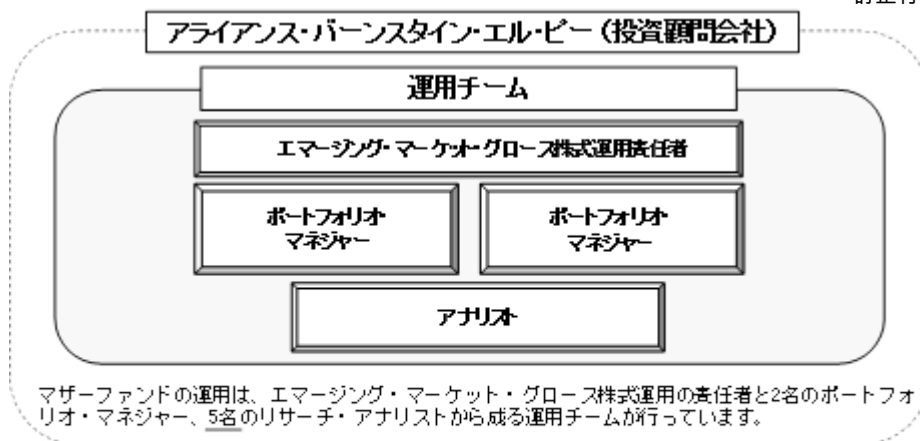 アライアンス・バーンスタイン・エル・ピー（投資顧問会社）
運用チーム
エマージング・マーケット・グロース株式運用責任者
ポートフォリオ
マネジャー
ポートフォリオ
マネジャー
アナリスト
マザーファンドの運用は、エマージング・マーケット・グロース株式運用の責任者と2名のポートフォ
リオ・マネジャー、5名のリサーチ・アナリストから成る運用チームが行っています。